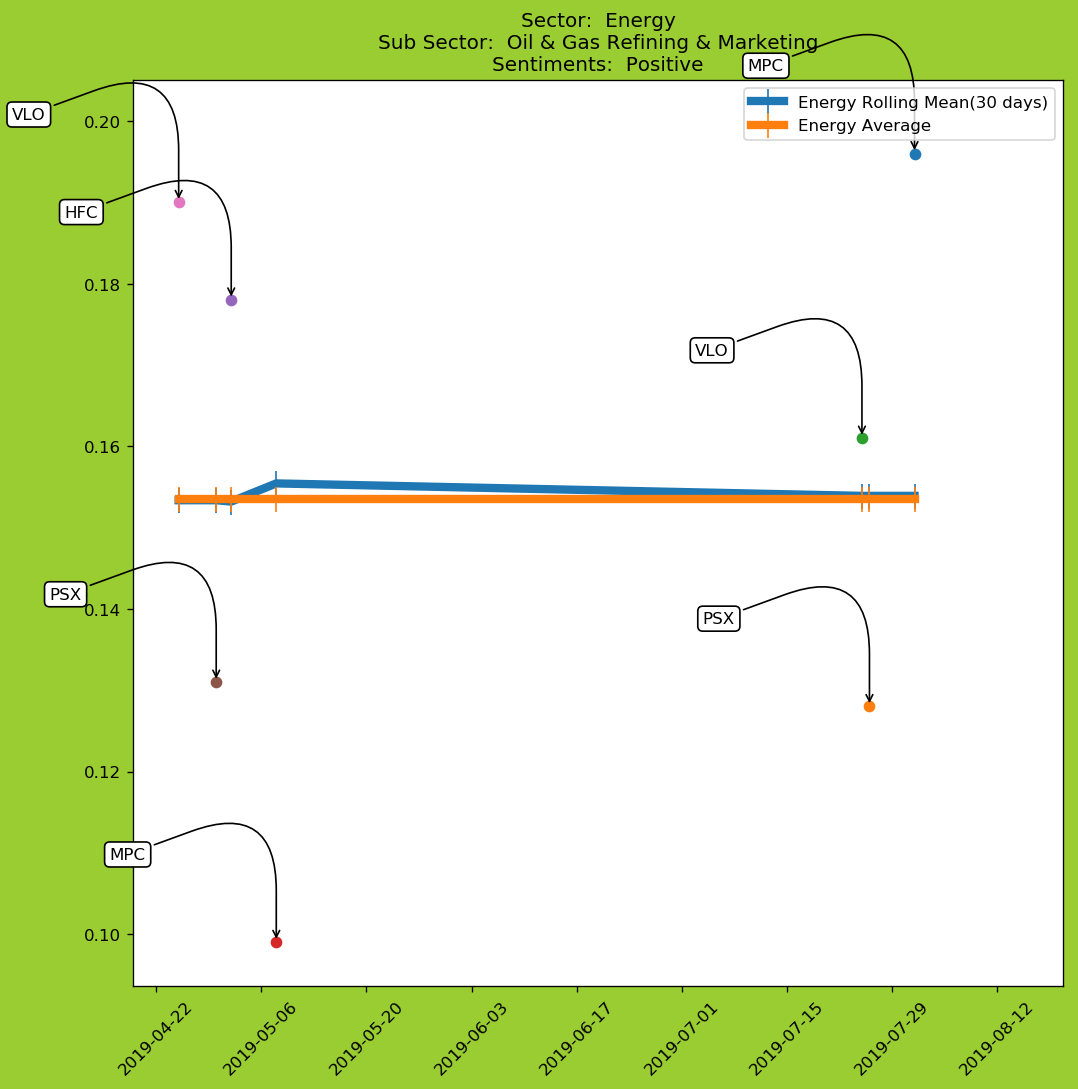 Sector:  Energy
Sub Sector:  Oil & Gas Refining & Marketing
Sentiments:  Positive
MPC
VLO
Energy Rolling Mean(30 days)
Energy Average
0.20
HFC
0.18
VLO
0.16
PSX
0.14
PSX
0.12
MPC
0.10
2019-04-22
2019-05-06
2019-05-20
2019-06-03
2019-06-17
2019-07-01
2019-07-15
2019-07-29
2019-08-12